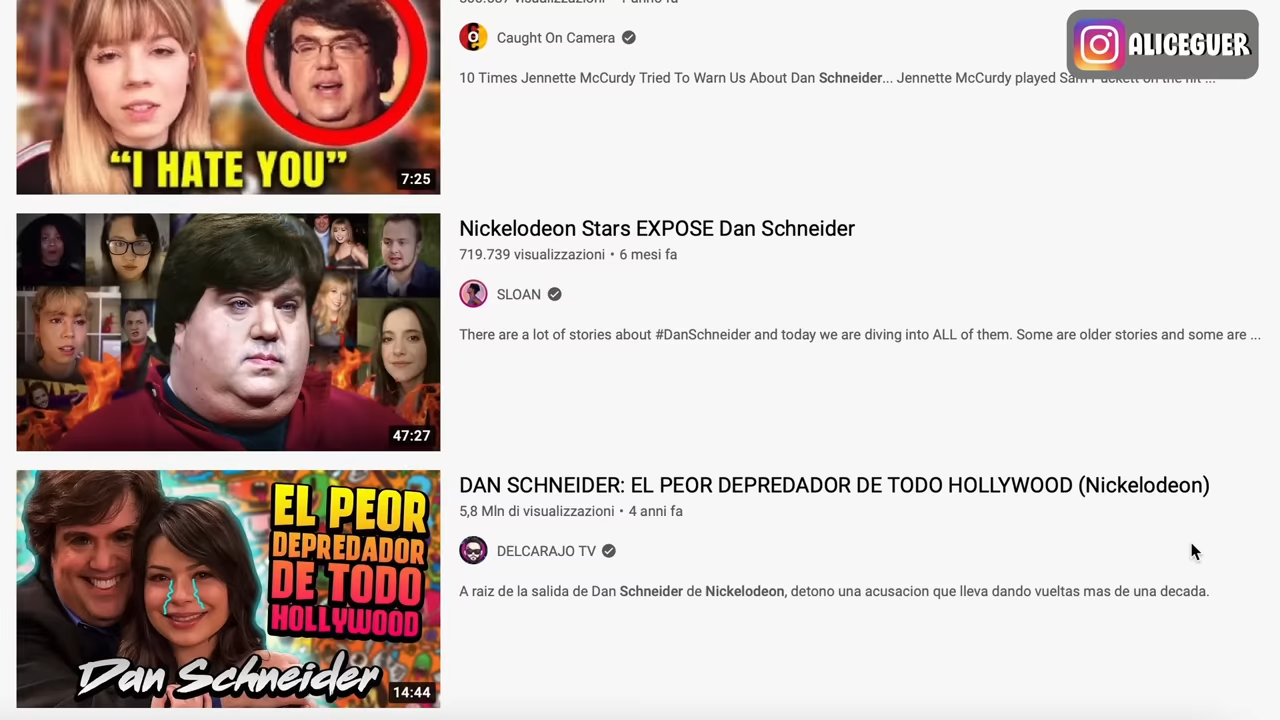 Caught On Camera
ALICEGUER
10 Times Jennette McCurdy Tried To Warn Us About Dan Schneider... Jennette McCurdy played Sam Puckett on the hit ...
"I HATE YOU"
7:25
Nickelodeon Stars EXPOSE Dan Schneider
719.739 visualizzazioni • 6 mesi fa
SLOAN
There are a lot of stories about #DanSchneider and today we are diving into ALL of them. Some are older stories and some are ...
47:27
DAN SCHNEIDER: EL PEOR DEPREDADOR DE TODO HOLLYWOOD (Nickelodeon)
5,8 Mln di visualizzazioni • 4 anni fa
DELCARAJO TV
A raiz de la salida de Dan Schneider de Nickelodeon, detono una acusacion que lleva dando vueltas mas de una decada.
EL PEOR
DEPREDADOR
DE TODO
HOLLYWOOD
Dan Schneider
14:44